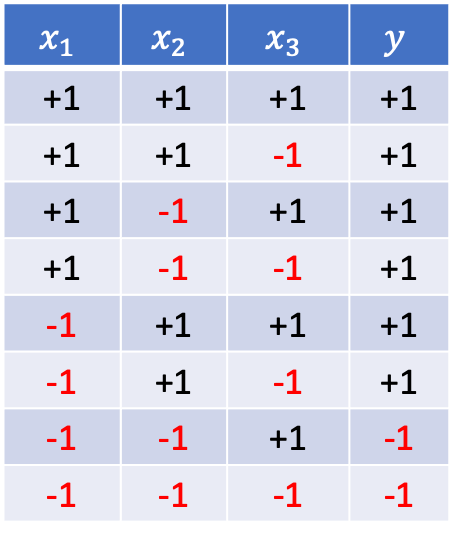 x₁ x₂ x₃ y
+1 +1 +1 +1
+1 +1 -1 +1
+1 -1 +1 +1
+1 -1 -1 +1
-1 +1 +1 +1
-1 +1 -1 +1
-1 -1 +1 -1
-1 -1 -1 -1